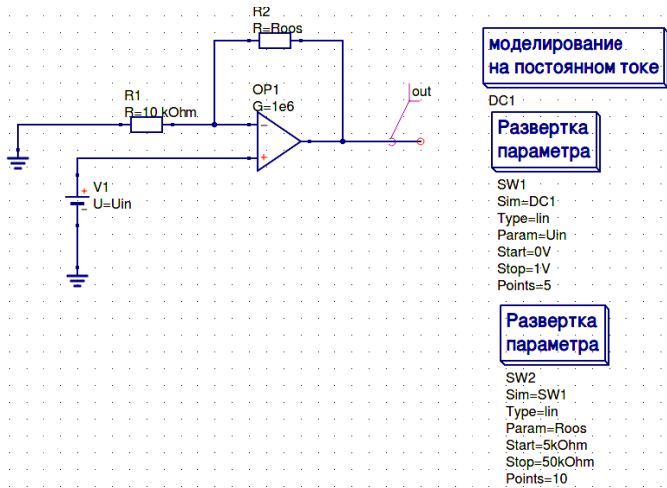 R2
R=Roos
R1
R=10 kOhm
OP1
G=1e6
out
V1
U=Uin
моделирование
на постоянном токе
DC1
Развертка
параметра
SW1
Sim=DC1
Type=lin
Param=Uin
Start=0V
Stop=1V
Points=5
Развертка
параметра
SW2
Sim=SW1
Type=lin
Param=Roos
Start=5kOhm
Stop=50kOhm
Points=10